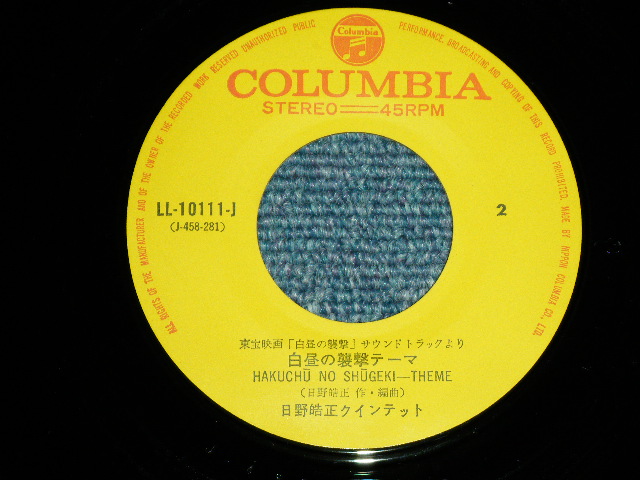 ALL RIGHTS OF THE MANUFACTURER AND OF THE OWNER OF THE RECORDED WORK RESERVED UNAUTHORIZED PUBLIC PERFORMANCE, BROADCASTING AND COPYING OF THIS RECORD PROHIBITED. MADE BY NIPPON COLUMBIA CO., LTD.
Columbia
COLUMBIA
STEREO 45RPM
LL-10111-J
(J-458-281)
2
東宝映画『白昼の襲撃』サウンドトラックより
白昼の襲撃テーマ
HAKUCHŪ NO SHŪGEKI—THEME
(日野皓正 作・編曲)
日野皓正クインテット